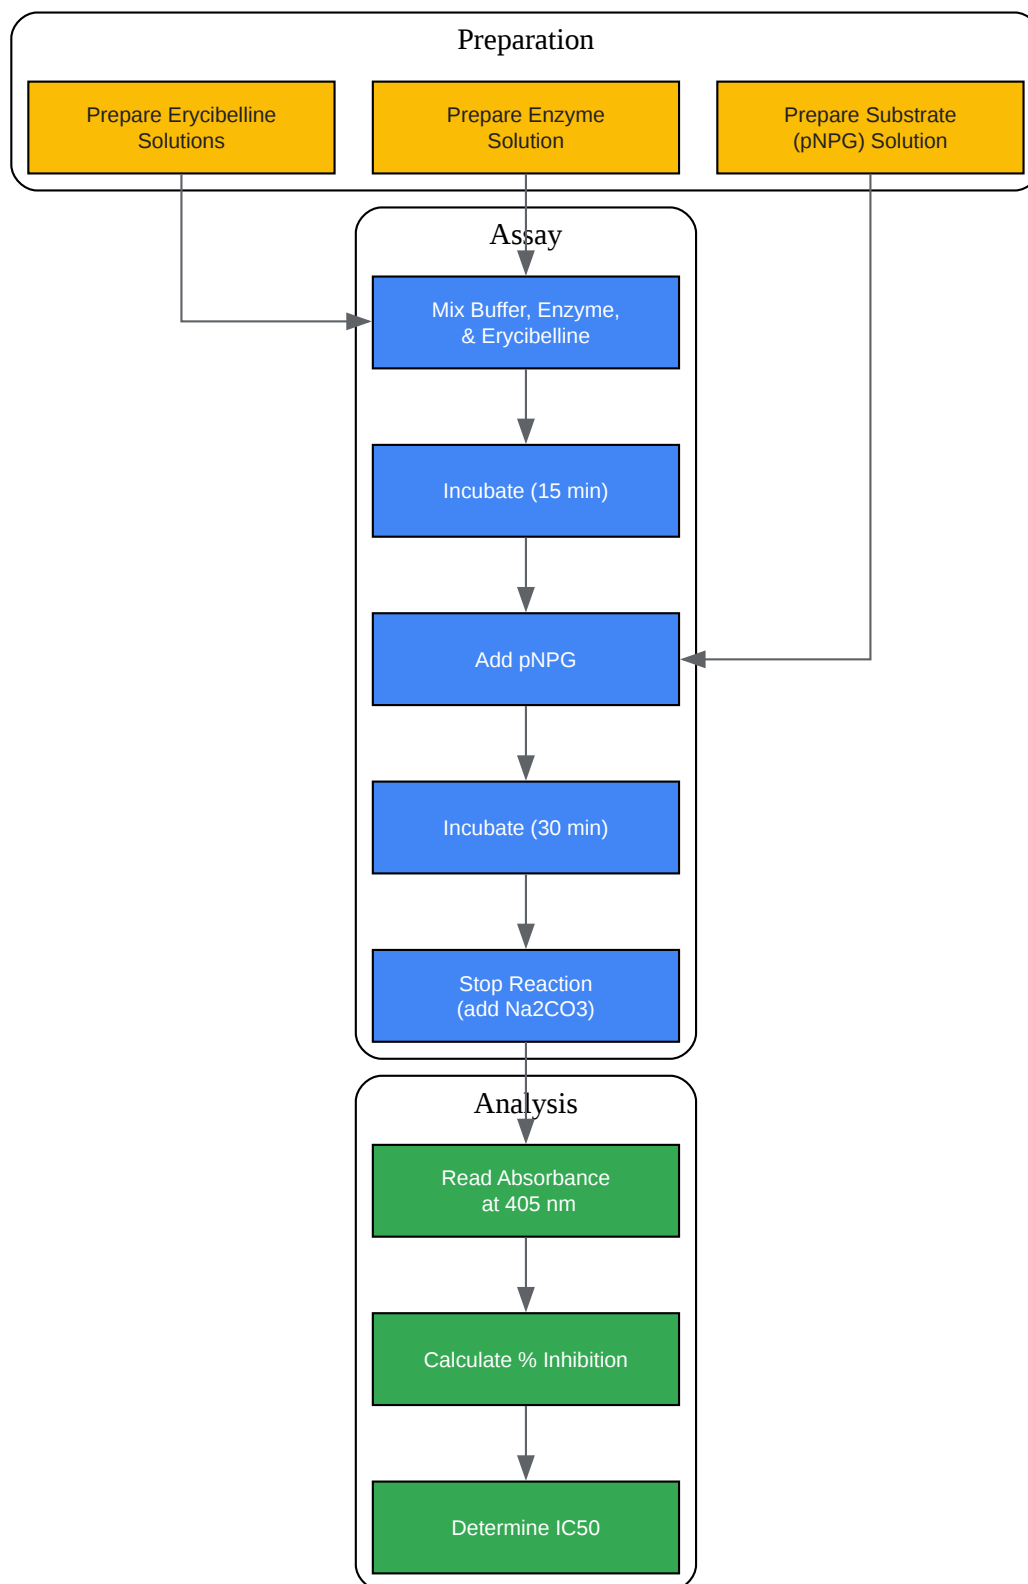 Preparation
Prepare Erycibelline
Solutions
Prepare Enzyme
Solution
Prepare Substrate
(pNPG) Solution
Assay
Mix Buffer, Enzyme,
& Erycibelline
Incubate (15 min)
Add pNPG
Incubate (30 min)
Stop Reaction
(add Na2CO3)
Analysis
Read Absorbance
at 405 nm
Calculate % Inhibition
Determine IC50